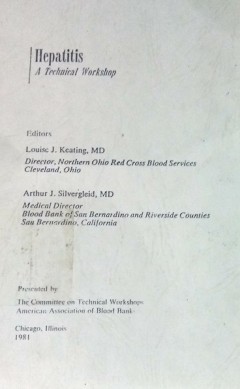 Hepatitis
A Technical Workshop
Editors
Louise J. Keating, MD
Director, Northern Ohio Red Cross Blood Services
Cleveland, Ohio
Arthur J. Silvergleid, MD
Medical Director
Blood Bank of San Bernardino and Riverside Counties
San Bernardino, California
Presented by
The Committee on Technical Workshops
American Association of Blood Banks
Chicago, Illinois
1981